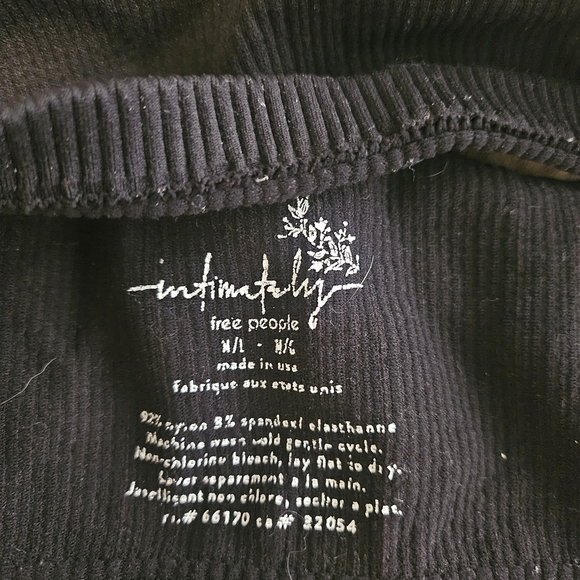 intimately
free people
M/L - M/G
made in usa
fabrique aux etats unis
92% nylon 8% spandex/ elasthanne
Machine wash cold gentle cycle.
Non-chlorine bleach, lay flat to dry.
Laver separement a la main.
Javellisant non chlore, secher a plat.
rn# 66170 ca# 22054